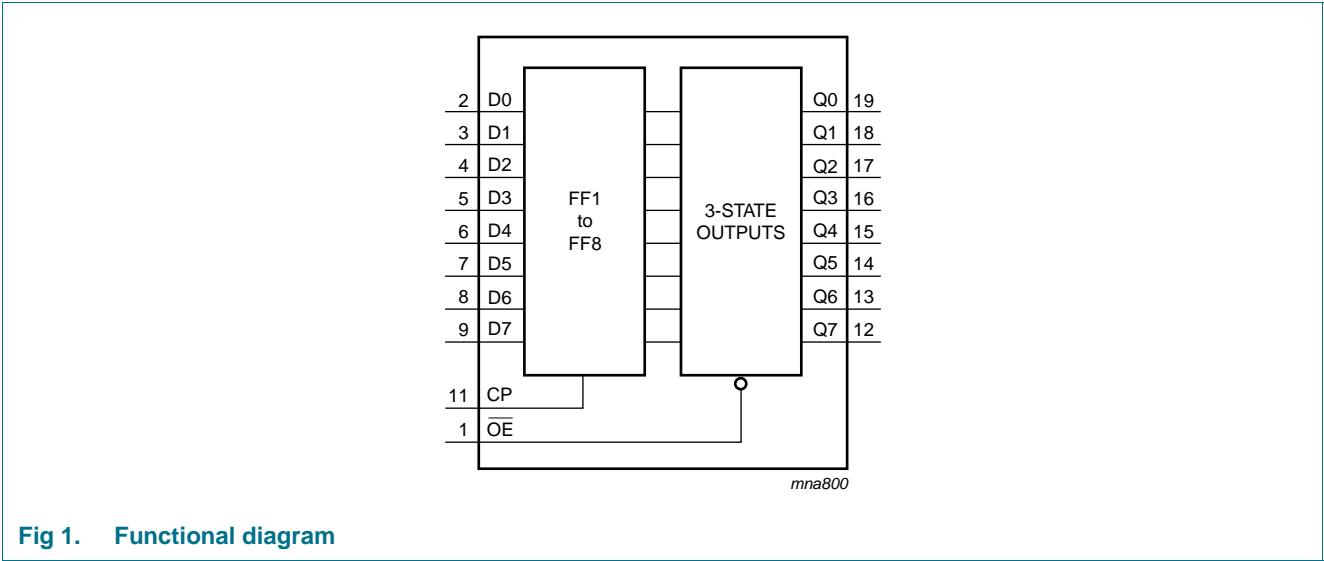 2 D0 Q0 19
3 D1 Q1 18
4 D2 Q2 17
5 D3 Q3 16
6 D4 Q4 15
7 D5 Q5 14
8 D6 Q6 13
9 D7 Q7 12
FF1
to
FF8
3-STATE
OUTPUTS
11 CP
1 O̅E̅
mna800
Fig 1. Functional diagram